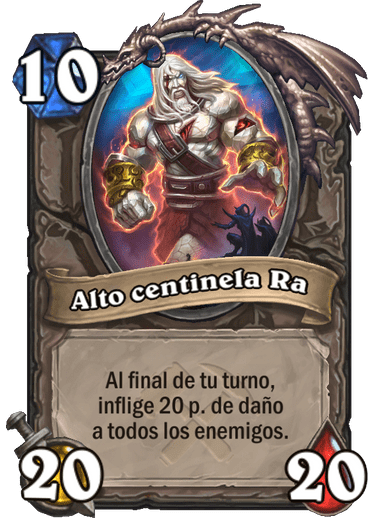 10
Alto centinela Ra
Al final de tu turno,
inflige 20 p. de daño
a todos los enemigos.
20
20